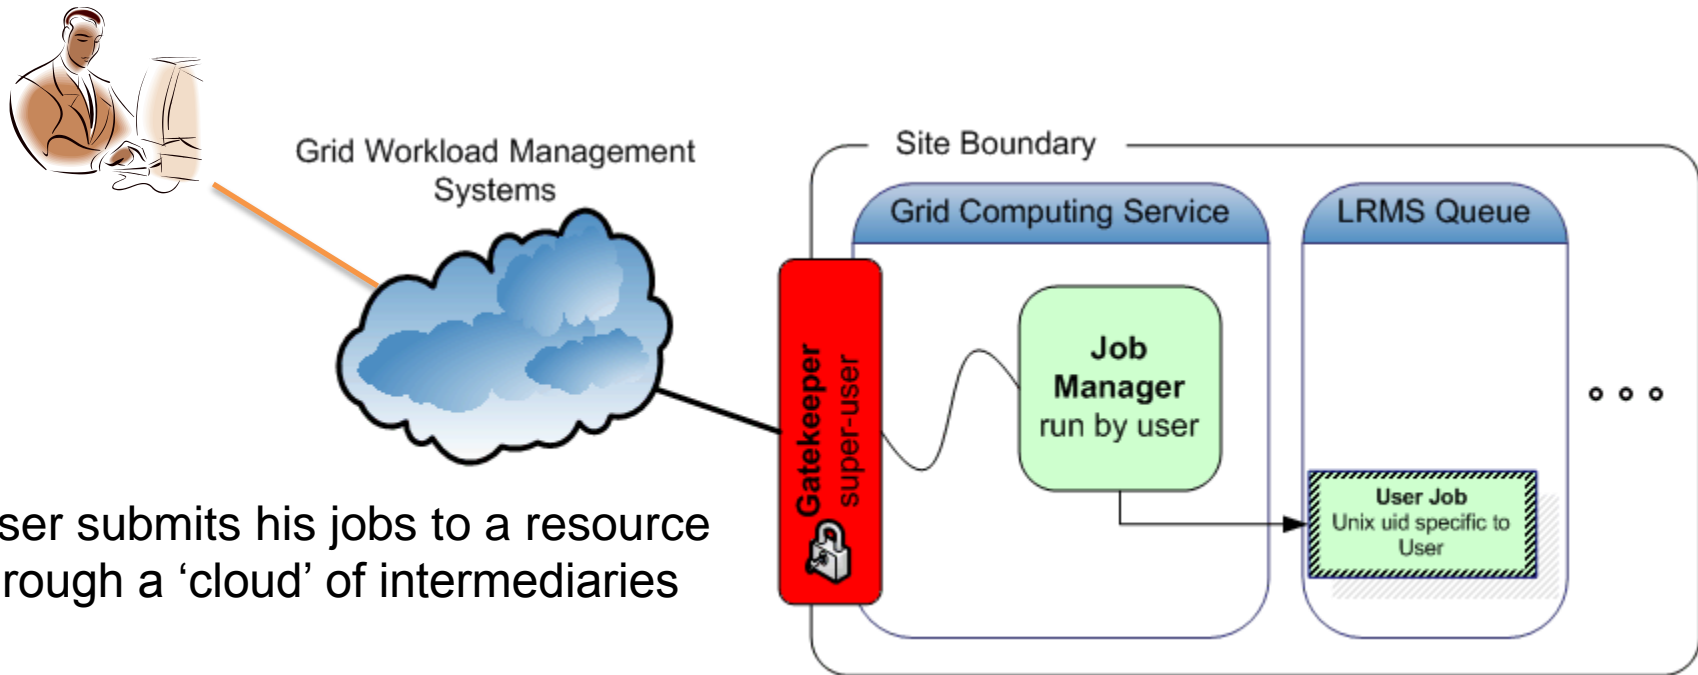 Grid Workload Management
Systems
Site Boundary
Grid Computing Service
LRMS Queue
Gatekeeper
super-user
Job
Manager
run by user
User Job
Unix uid specific to
User
ser submits his jobs to a resource
rough a ‘cloud’ of intermediaries